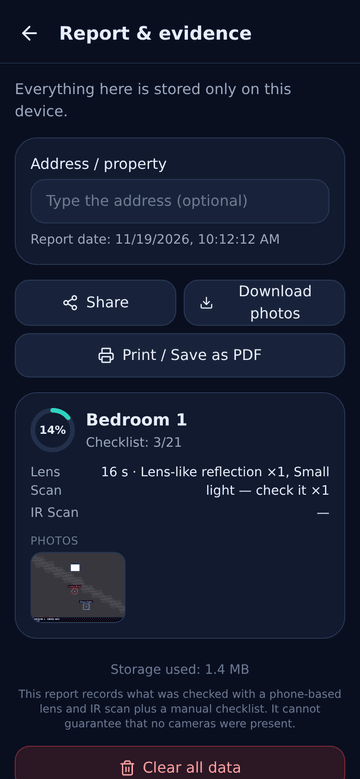 Report & evidence
Everything here is stored only on this
device.
Address / property
Type the address (optional)
Report date: 11/19/2026, 10:12:12 AM
Share
Download
photos
Print / Save as PDF
14%
Bedroom 1
Checklist: 3/21
Lens
Scan
16 s · Lens-like reflection ×1, Small
light — check it ×1
IR Scan
—
PHOTOS
Storage used: 1.4 MB
This report records what was checked with a phone-based
lens and IR scan plus a manual checklist. It cannot
guarantee that no cameras were present.
Clear all data